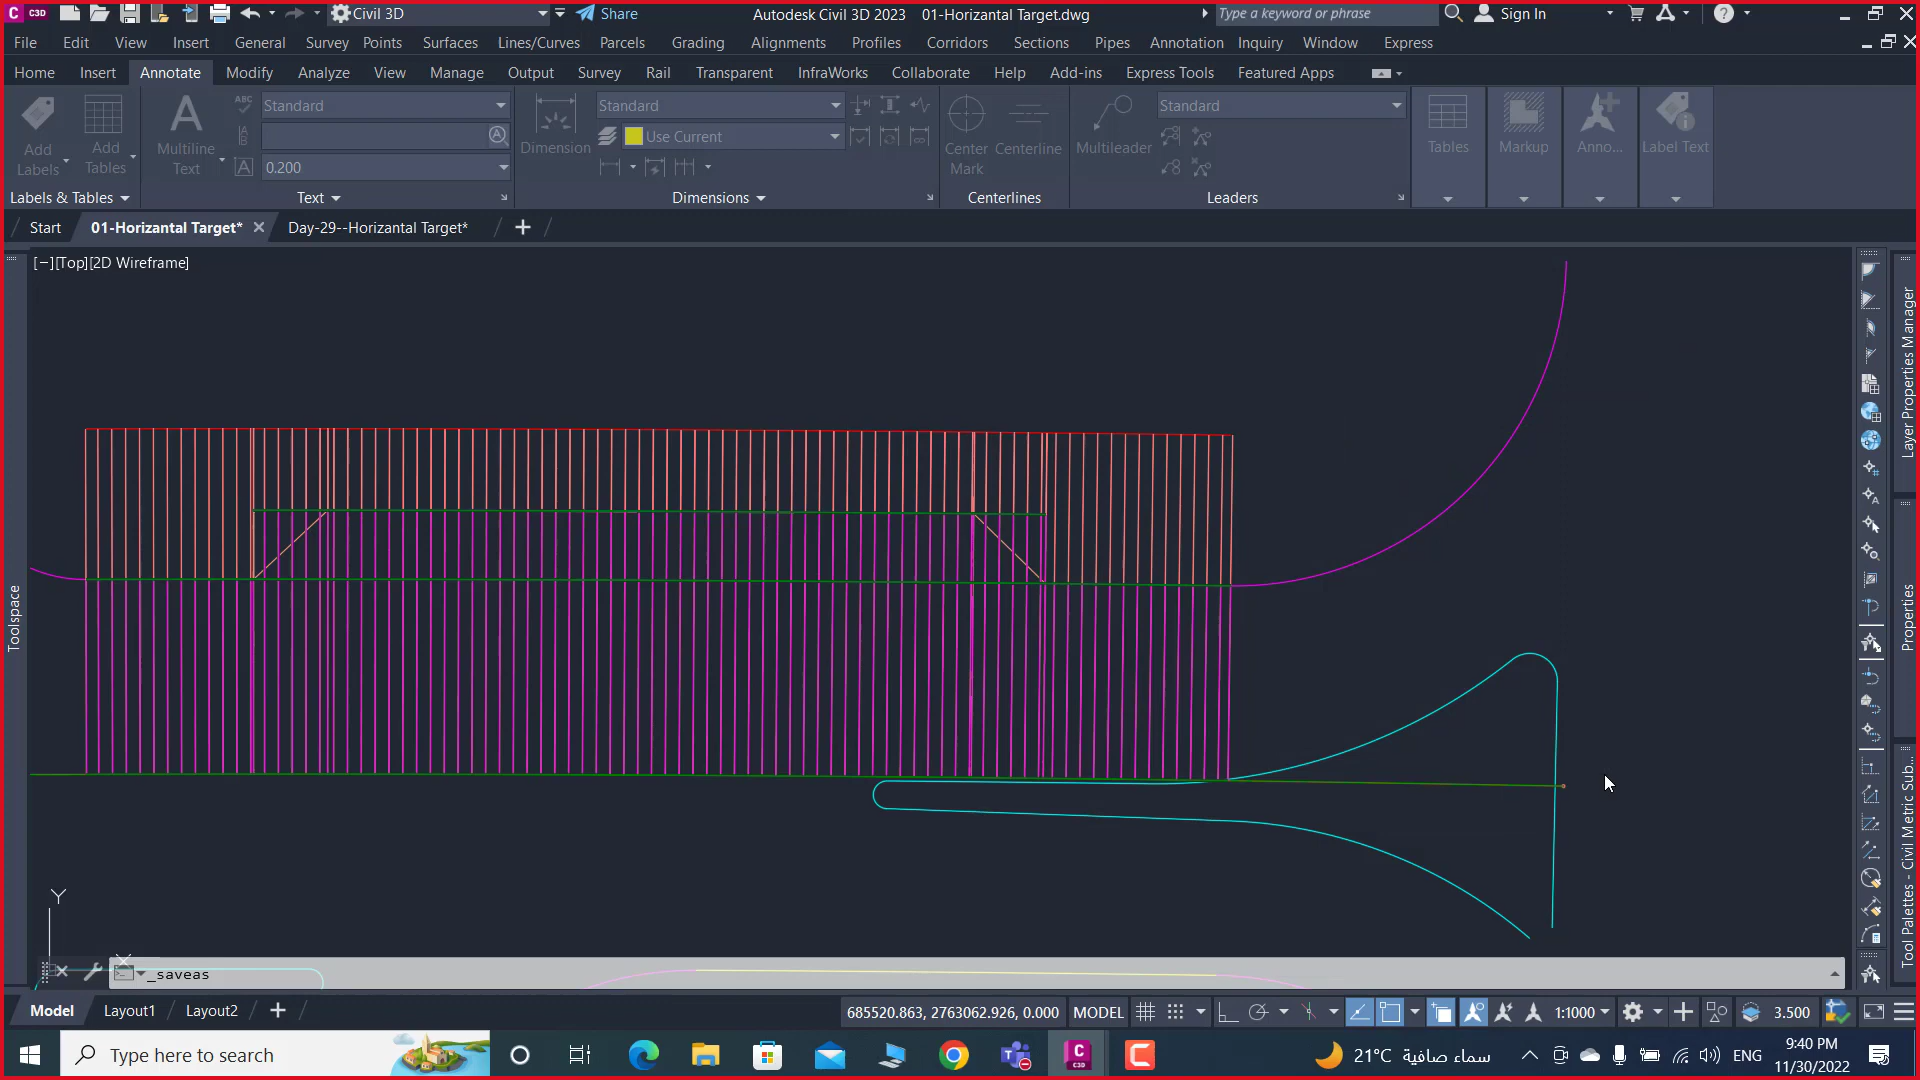 C C3D Civil 3D Share Autodesk Civil 3D 2023 01-Horizantal Target.dwg Type a keyword or phrase Sign In
File Edit View Insert General Survey Points Surfaces Lines/Curves Parcels Grading Alignments Profiles Corridors Sections Pipes Annotation Inquiry Window Express
Home Insert Annotate Modify Analyze View Manage Output Survey Rail Transparent InfraWorks Collaborate Help Add-ins Express Tools Featured Apps
Add Labels
Add Tables
Multiline Text
Standard
0.200
Dimension
Standard
Use Current
Center Mark
Centerline
Multileader
Standard
Tables
Markup
Anno...
Label Text
Labels & Tables Text Dimensions Centerlines Leaders
Start 01-Horizantal Target* Day-29--Horizantal Target*
[−][Top][2D Wireframe]
Toolspace
Layer Properties Manager
Properties
Tool Palettes - Civil Metric Sub...
Y
X
_saveas
Model Layout1 Layout2 685520.863, 2763062.926, 0.000 MODEL 1:1000 3.500
Type here to search
21°C سماء صافية
ENG
9:40 PM
11/30/2022